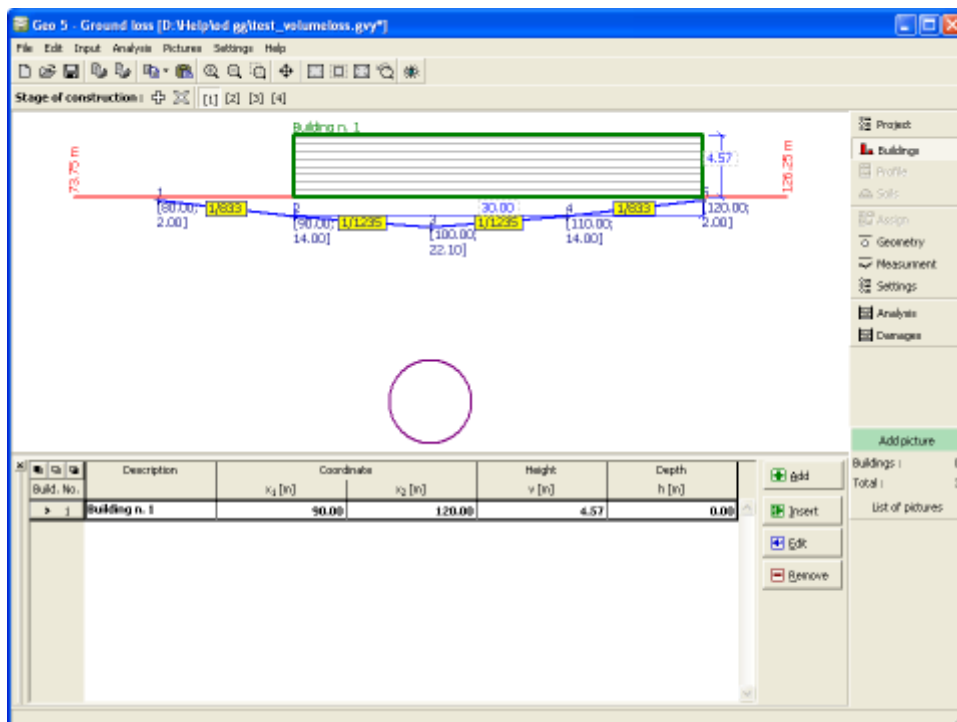 Geo 5 - Ground loss [D:\Help\od gg\test_volumeloss.gvy*]
File Edit Input Analysis Pictures Settings Help
Stage of construction : [1] [2] [3] [4]
Building n. 1
4.57
73.75 m
126.25 m
1 5
[80.00; 1/833 2 30.00 4 1/833 [120.00;
2.00] [90.00; 1/1235 1/1235 [110.00; 2.00]
14.00] [100.00; 14.00]
22.10]
Project
Buildings
Profile
Soils
Assign
Geometry
Measurment
Settings
Analysis
Damages
Add picture
Buildings :
Total :
List of pictures
Description Coordinate Height Depth
Build. No. x1 [m] x2 [m] v [m] h [m]
> 1 Building n. 1 90.00 120.00 4.57 0.00
Add
Insert
Edit
Remove